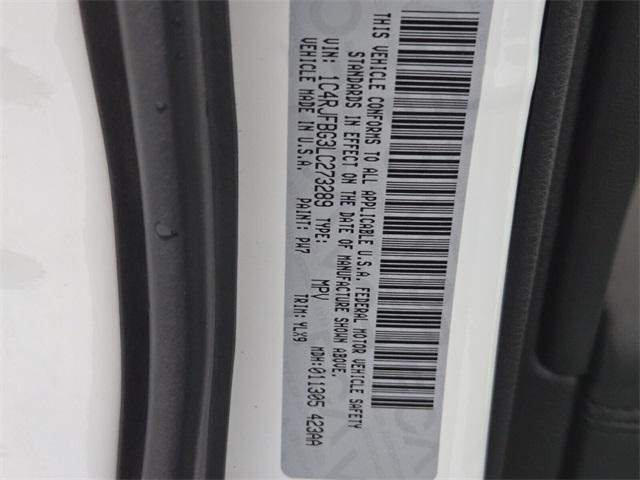 THIS VEHICLE CONFORMS TO ALL APPLICABLE U.S.A. FEDERAL MOTOR VEHICLE SAFETY
STANDARDS IN EFFECT ON THE DATE OF MANUFACTURE SHOWN ABOVE.
VIN: 1C4RJFBG3LC273289 TYPE: MPV MDH:011305 423AA
VEHICLE MADE IN U.S.A. PAINT: PW7 TRIM: YLX9